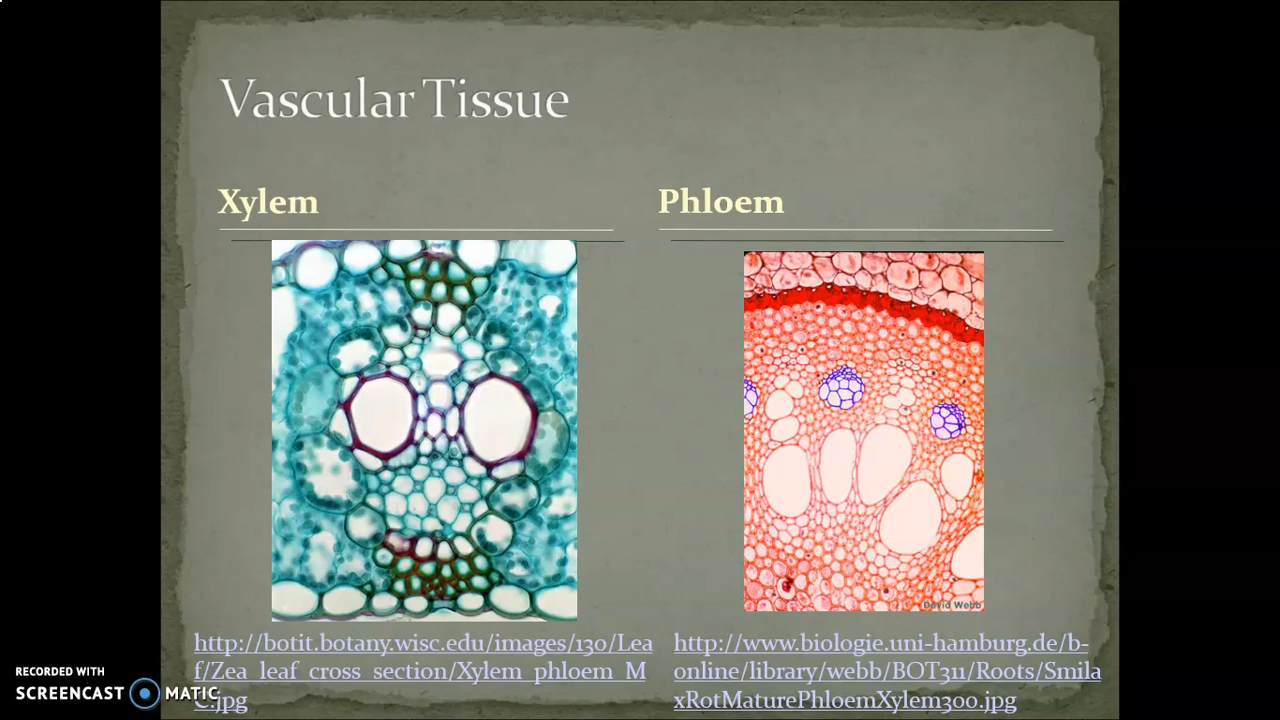 Vascular Tissue
Xylem
Phloem
David Webb
http://botit.botany.wisc.edu/images/130/Lea
f/Zea_leaf_cross_section/Xylem_phloem_M
C.jpg
http://www.biologie.uni-hamburg.de/b-
online/library/webb/BOT311/Roots/Smila
xRotMaturePhloemXylem300.jpg
RECORDED WITH
SCREENCAST MATIC